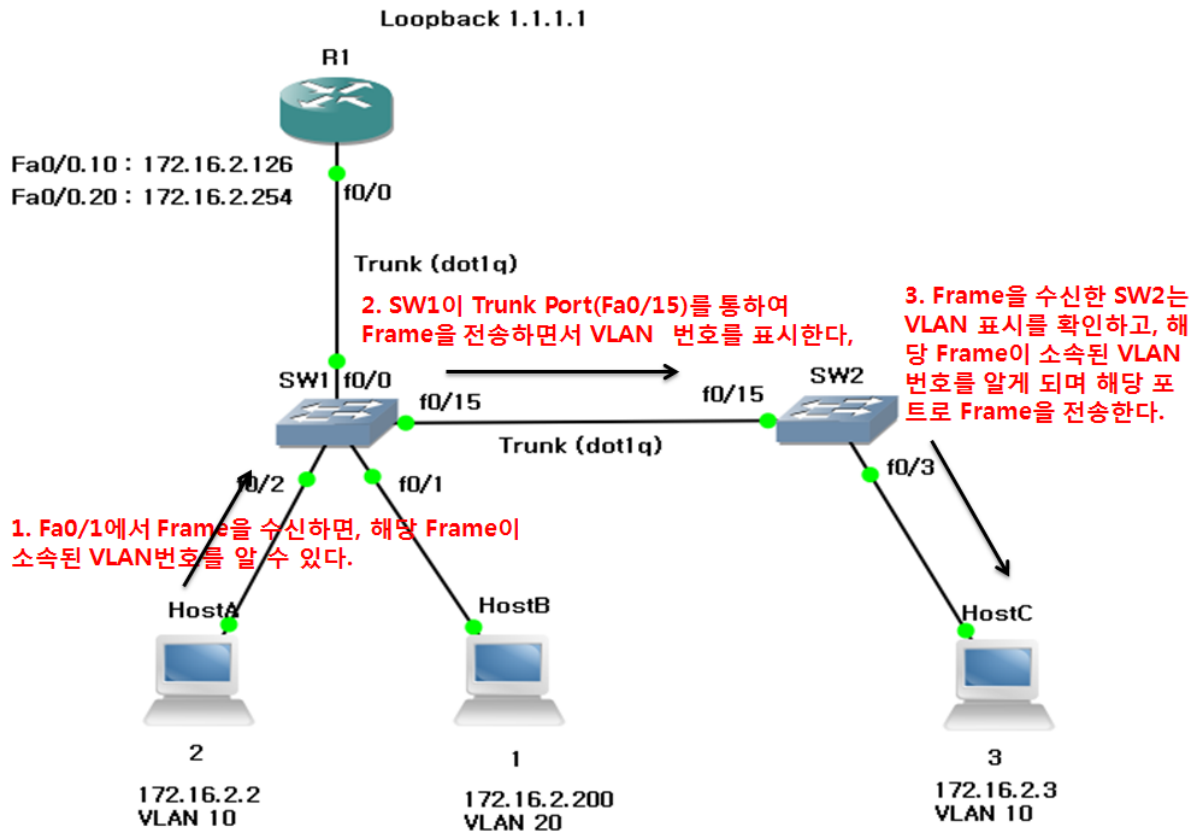 Loopback 1.1.1.1
R1
Fa0/0.10 : 172.16.2.126
Fa0/0.20 : 172.16.2.254
f0/0
Trunk (dot1q)
2. SW1이 Trunk Port(Fa0/15)를 통하여
Frame을 전송하면서 VLAN 번호를 표시한다,
3. Frame을 수신한 SW2는
VLAN 표시를 확인하고, 해
당 Frame이 소속된 VLAN
번호를 알게 되며 해당 포
트로 Frame을 전송한다.
SW1
f0/0
f0/15
f0/15
SW2
Trunk (dot1q)
f0/2
f0/1
f0/3
1. Fa0/1에서 Frame을 수신하면, 해당 Frame이
소속된 VLAN번호를 알 수 있다.
HostA
HostB
HostC
2
172.16.2.2
VLAN 10
1
172.16.2.200
VLAN 20
3
172.16.2.3
VLAN 10